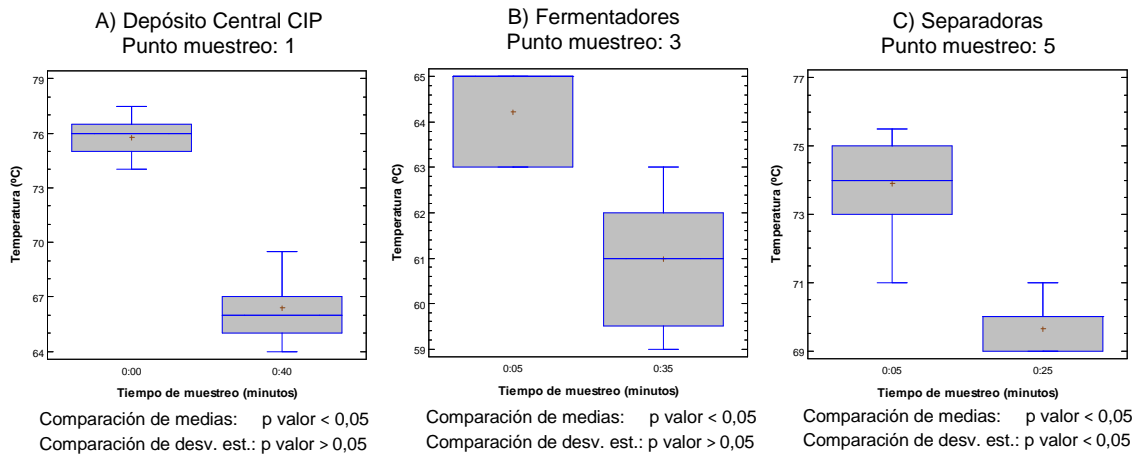 A) Depósito Central CIP
Punto muestreo: 1
79
76
73
70
67
64
Temperatura (ºC)
0:00 0:40
Tiempo de muestreo (minutos)
Comparación de medias: p valor < 0,05
Comparación de desv. est.: p valor > 0,05
B) Fermentadores
Punto muestreo: 3
65
64
63
62
61
60
59
Temperatura (ºC)
0:05 0:35
Tiempo de muestreo (minutos)
Comparación de medias: p valor < 0,05
Comparación de desv. est.: p valor > 0,05
C) Separadoras
Punto muestreo: 5
77
75
73
71
69
Temperatura (ºC)
0:05 0:25
Tiempo de muestreo (minutos)
Comparación de medias: p valor < 0,05
Comparación de desv. est.: p valor < 0,05